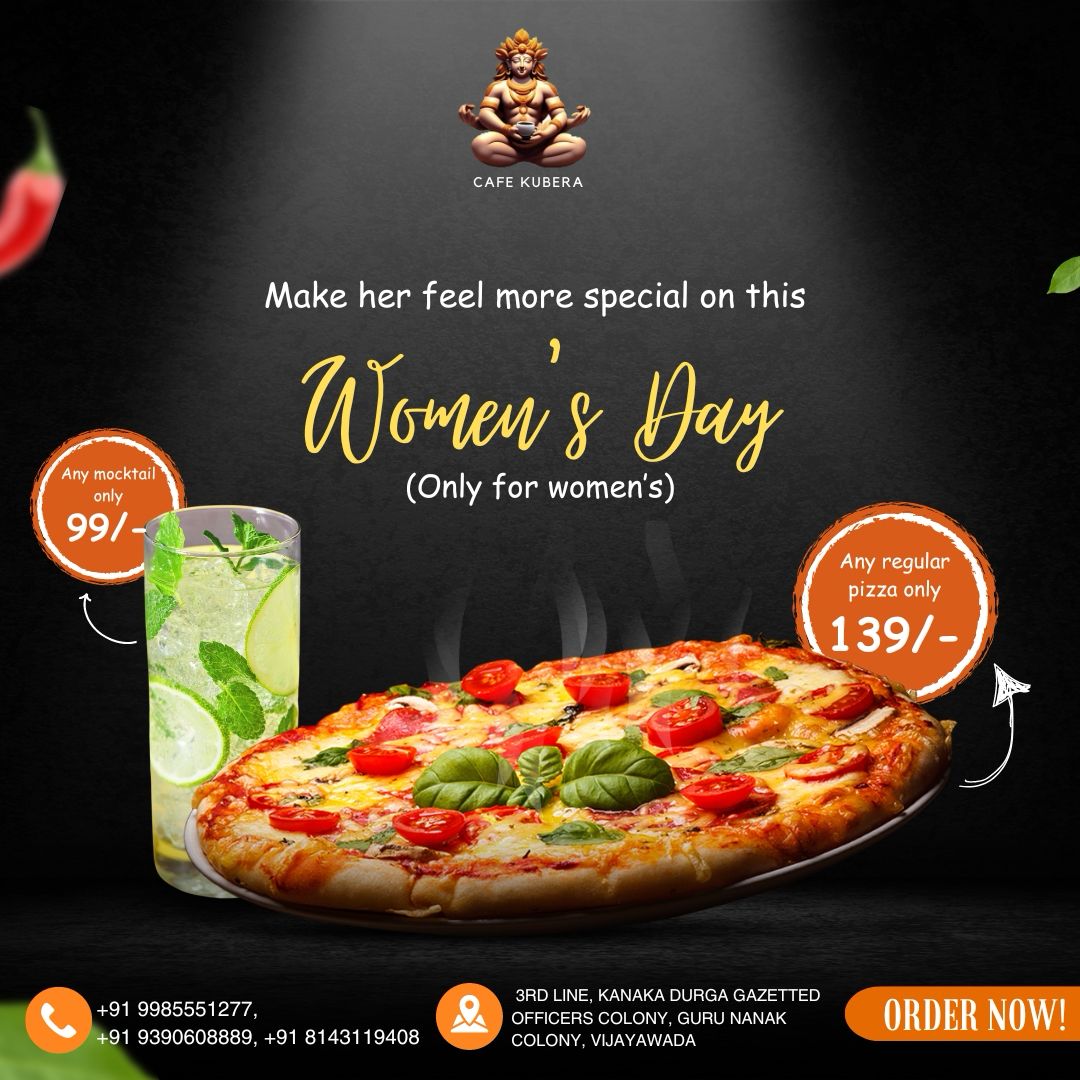 CAFE KUBERA
Make her feel more special on this
Women's Day
(Only for women's)
Any mocktail
only
99/-
Any regular
pizza only
139/-
+91 9985551277,
+91 9390608889, +91 8143119408
3RD LINE, KANAKA DURGA GAZETTED
OFFICERS COLONY, GURU NANAK
COLONY, VIJAYAWADA
ORDER NOW!